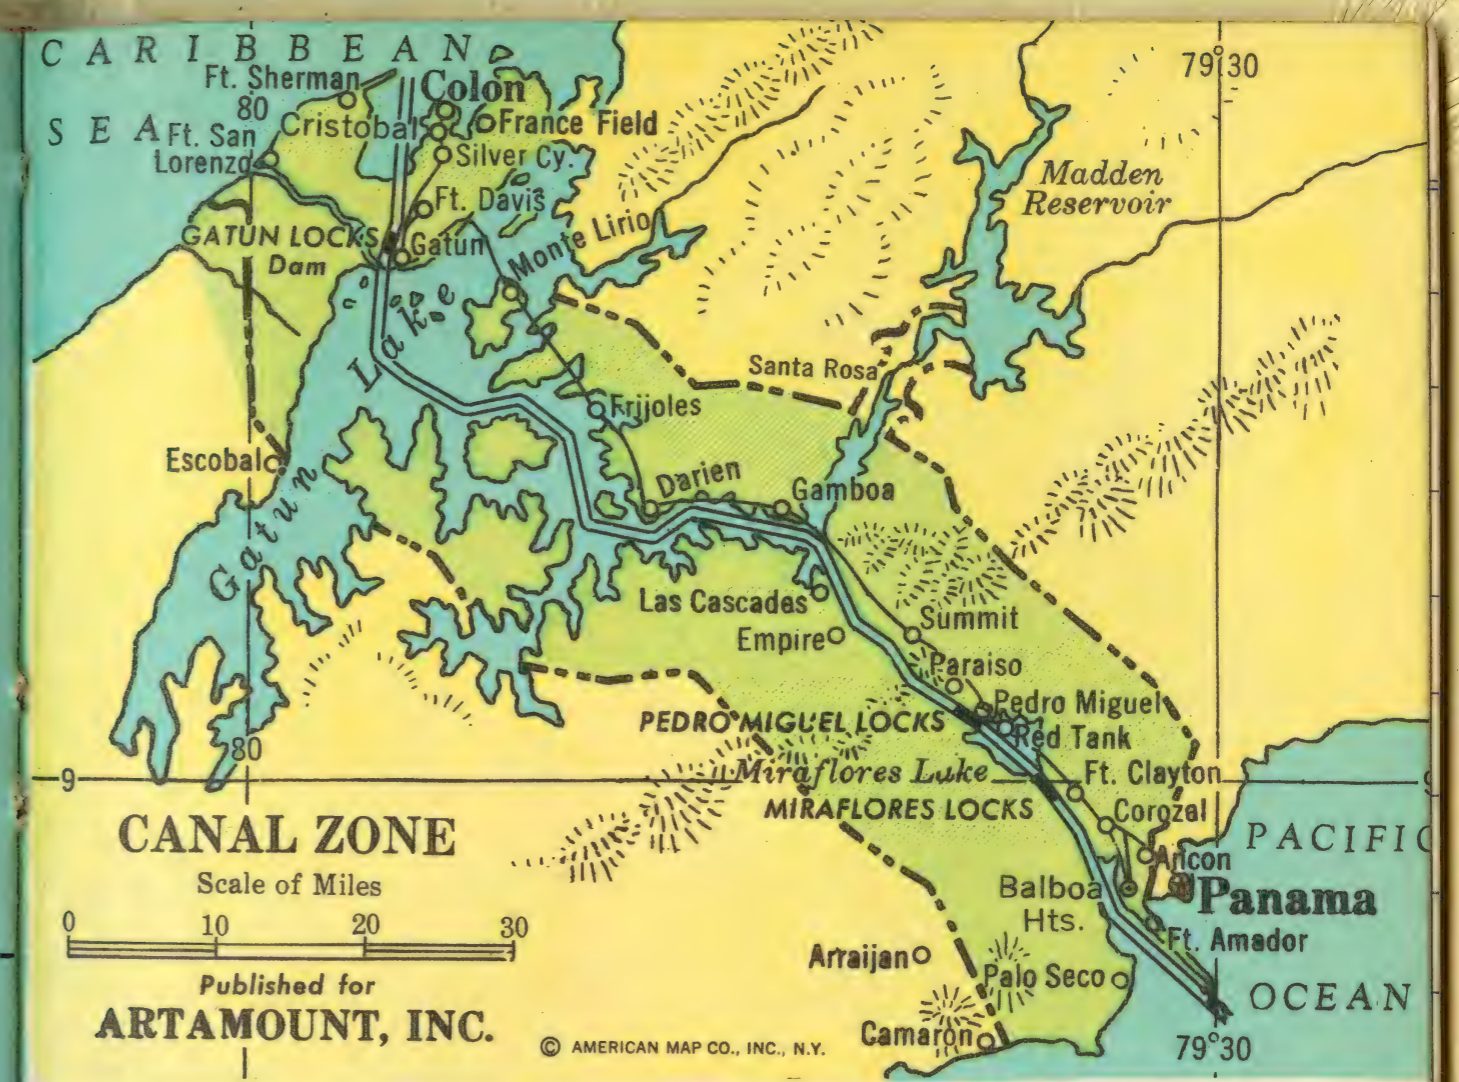 CARIBBEAN
SEA
79°30
Ft. Sherman
80
Colon
Cristobal
France Field
Ft. San
Lorenzo
Silver Cy.
Ft. Davis
GATUN LOCKS
Dam
Gatun
Monte Lirio
Madden
Reservoir
Gatun Lake
Santa Rosa
Frijoles
Escobal
Darien
Gamboa
Las Cascades
Empire
Summit
Paraiso
Pedro Miguel
PEDRO MIGUEL LOCKS
Red Tank
80
9
Miraflores Lake
Ft. Clayton
MIRAFLORES LOCKS
Corozal
PACIFIC
OCEAN
Ancon
Balboa
Hts.
Panama
Ft. Amador
Arraijan
Palo Seco
Camaron
79°30
CANAL ZONE
Scale of Miles
0 10 20 30
Published for
ARTAMOUNT, INC.
© AMERICAN MAP CO., INC., N.Y.